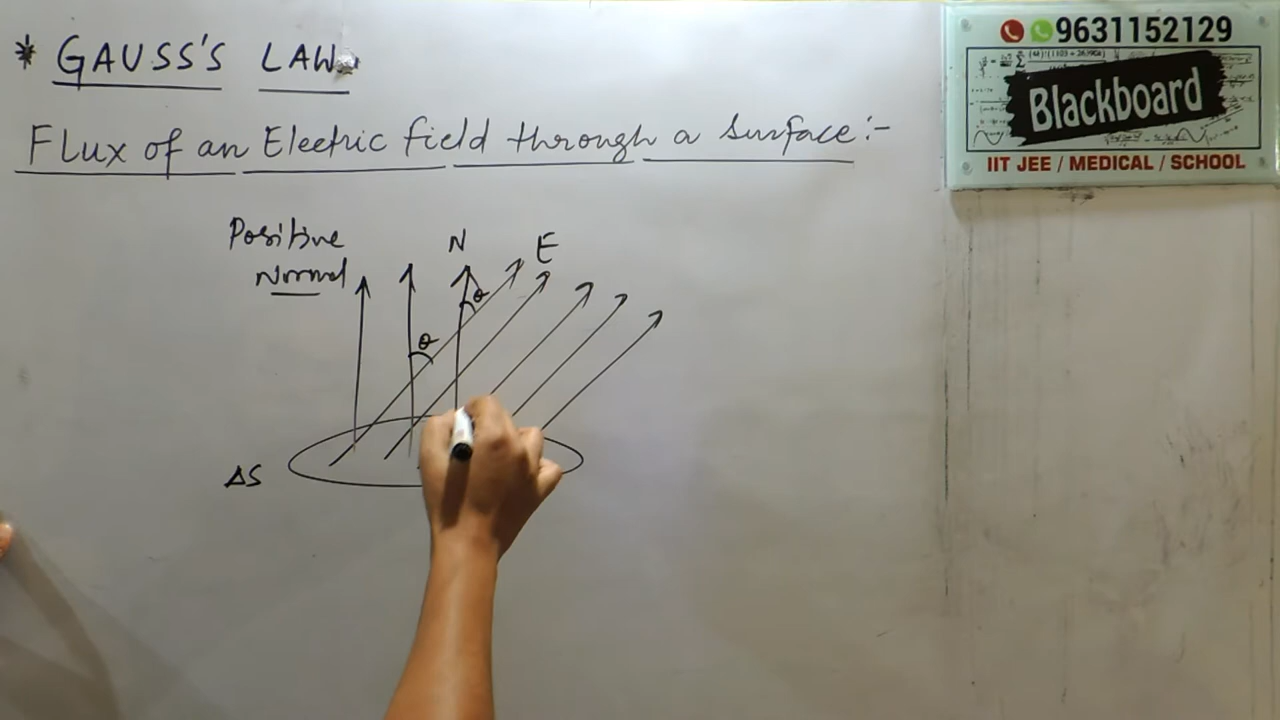 * GAUSS'S LAW
Flux of an Electric field through a Surface:-
Positive
Normal
N
E
θ
θ
ΔS
9631152129
Blackboard
IIT JEE / MEDICAL / SCHOOL